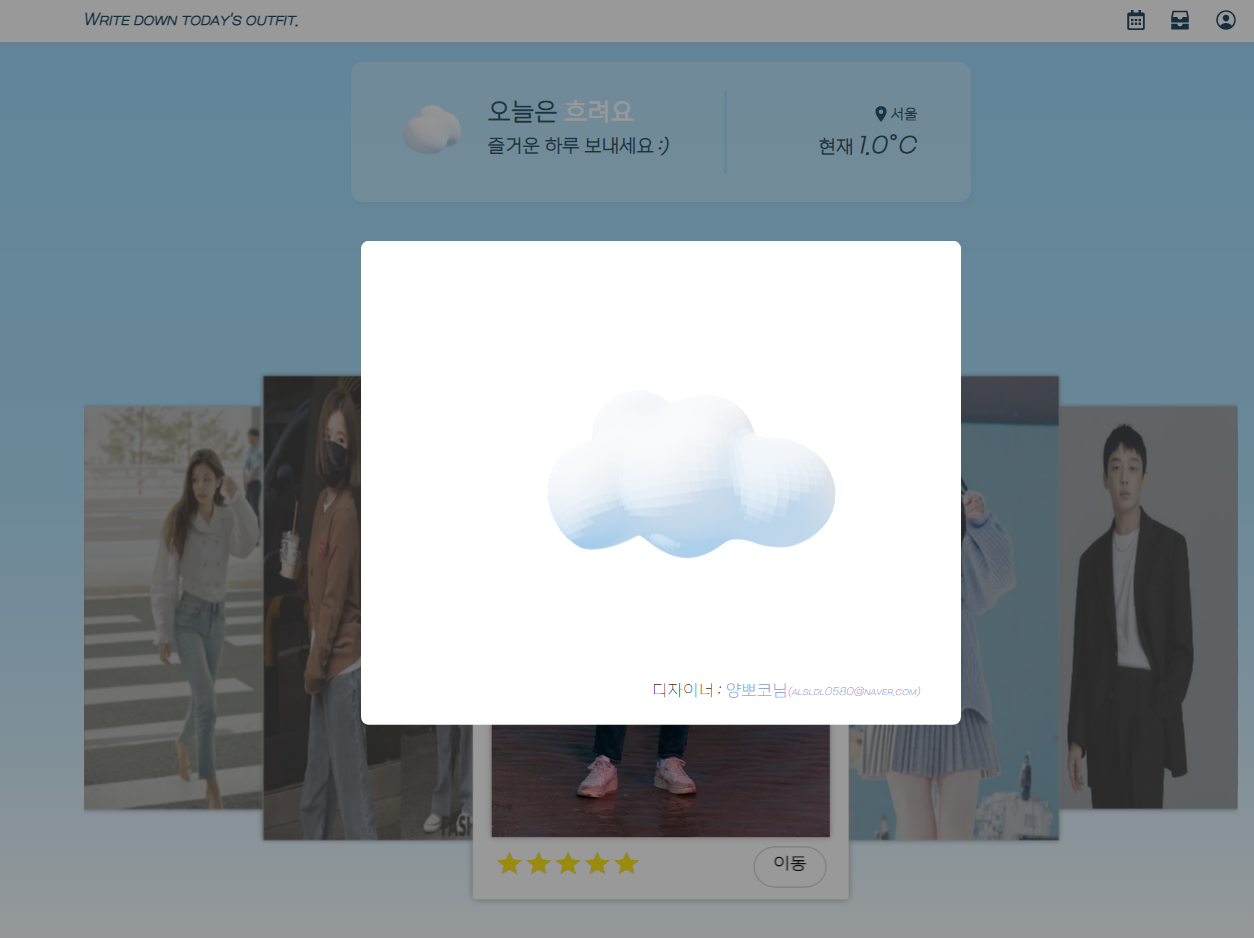 Write down today's outfit.
오늘은 흐려요
즐거운 하루 보내세요 :)
서울
현재 1.0°C
디자이너 : 양뽀코님(alsldl0580@naver.com)
이동